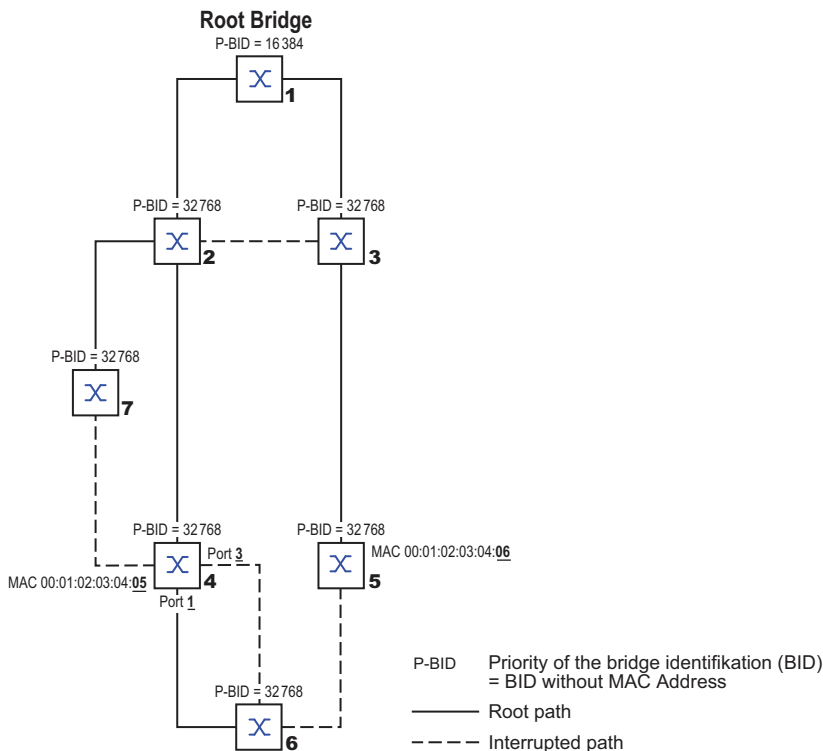 Root Bridge
P-BID = 16 384
1
P-BID = 32 768
P-BID = 32 768
2
3
P-BID = 32 768
7
P-BID = 32 768
P-BID = 32 768
Port 3
MAC 00:01:02:03:04:06
MAC 00:01:02:03:04:05
4
5
Port 1
P-BID Priority of the bridge identifikation (BID)
= BID without MAC Address
P-BID = 32 768
Root path
6
Interrupted path